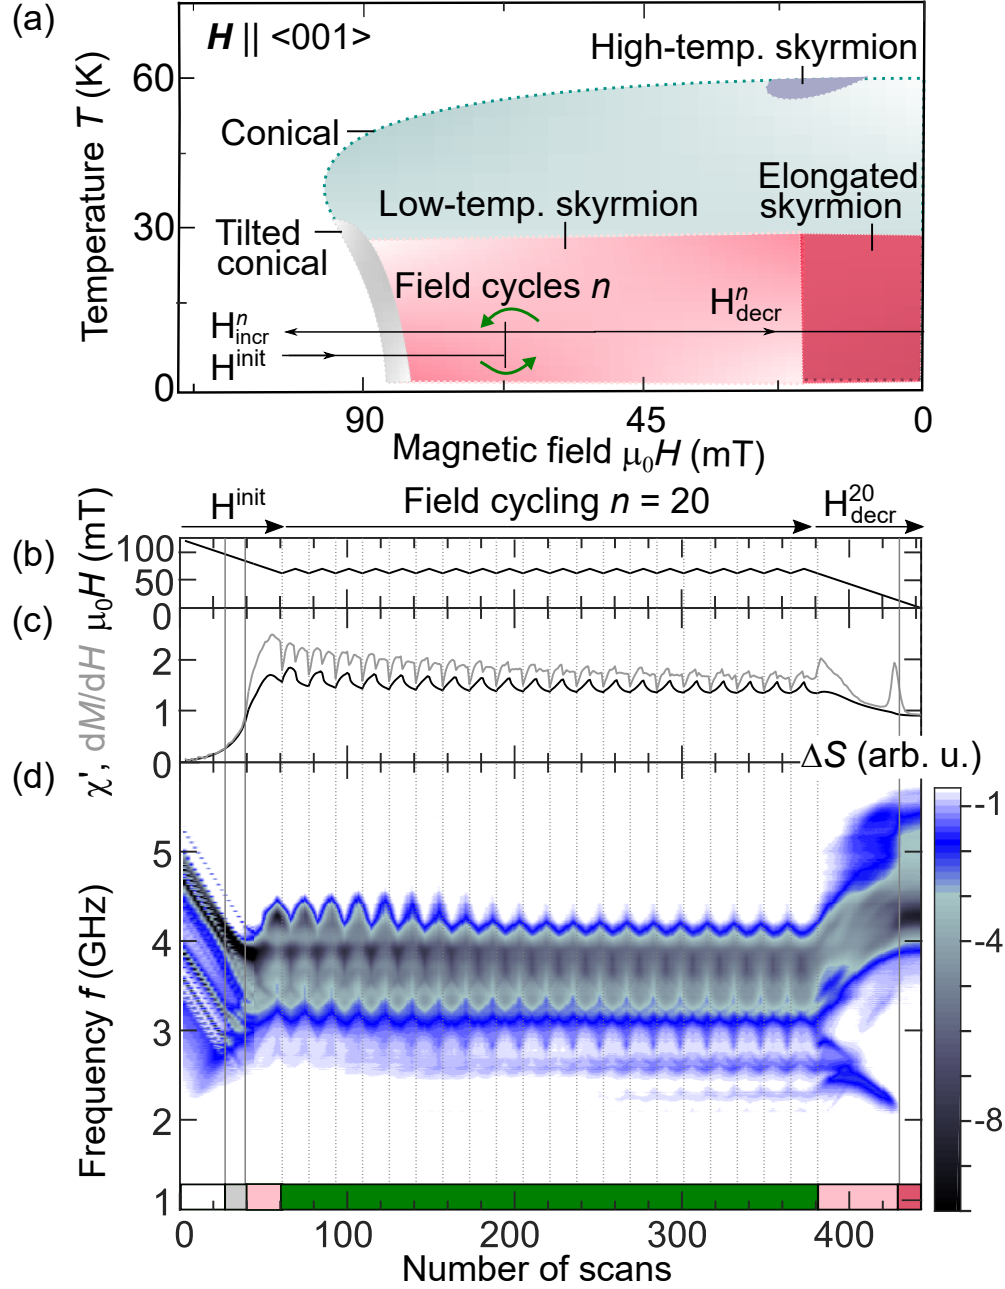 (a)
H || <001>
High-temp. skyrmion
60
Conical
Elongated
skyrmion
Low-temp. skyrmion
30
Tilted
conical
Field cycles n
H^n_decr
H^n_incr
H^init
0
Temperature T (K)
90 45 0
Magnetic field μ₀H (mT)
H^init Field cycling n = 20 H^20_decr
(b)
100
50
0
μ₀H (mT)
(c)
2
1
0
χ', dM/dH
(d)
ΔS (arb. u.)
-1
-4
-8
5
4
3
2
1
Frequency f (GHz)
0 100 200 300 400
Number of scans